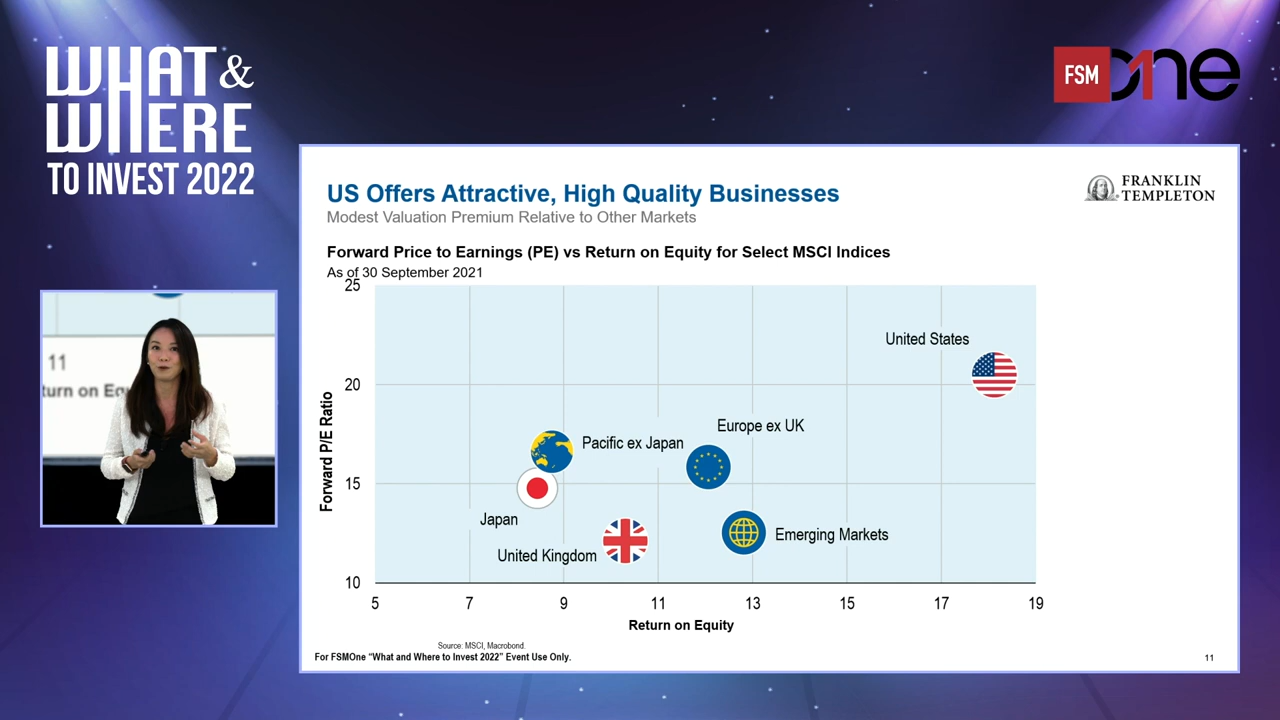 WHAT &
WHERE
TO INVEST 2022
FSM one
US Offers Attractive, High Quality Businesses
Modest Valuation Premium Relative to Other Markets
FRANKLIN
TEMPLETON
Forward Price to Earnings (PE) vs Return on Equity for Select MSCI Indices
As of 30 September 2021
25
20
15
10
Forward P/E Ratio
United States
Europe ex UK
Pacific ex Japan
Japan
United Kingdom
Emerging Markets
5 7 9 11 13 15 17 19
Return on Equity
Source: MSCI, Macrobond.
For FSMOne “What and Where to Invest 2022” Event Use Only.
11
11
turn on Equ